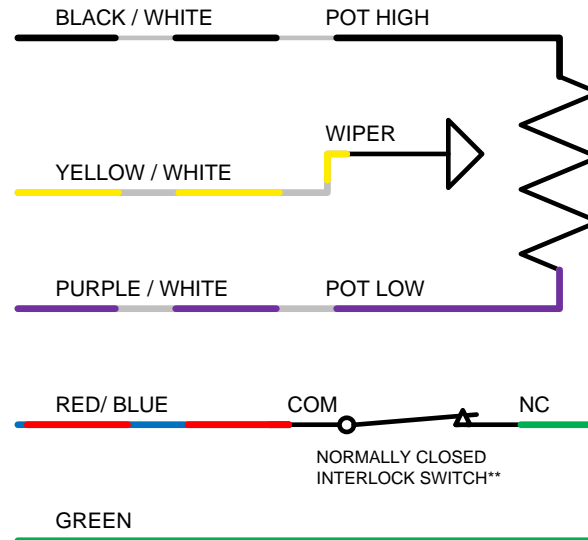 BLACK / WHITE POT HIGH
WIPER
YELLOW / WHITE
PURPLE / WHITE POT LOW
RED/ BLUE COM NC
NORMALLY CLOSED
INTERLOCK SWITCH**
GREEN